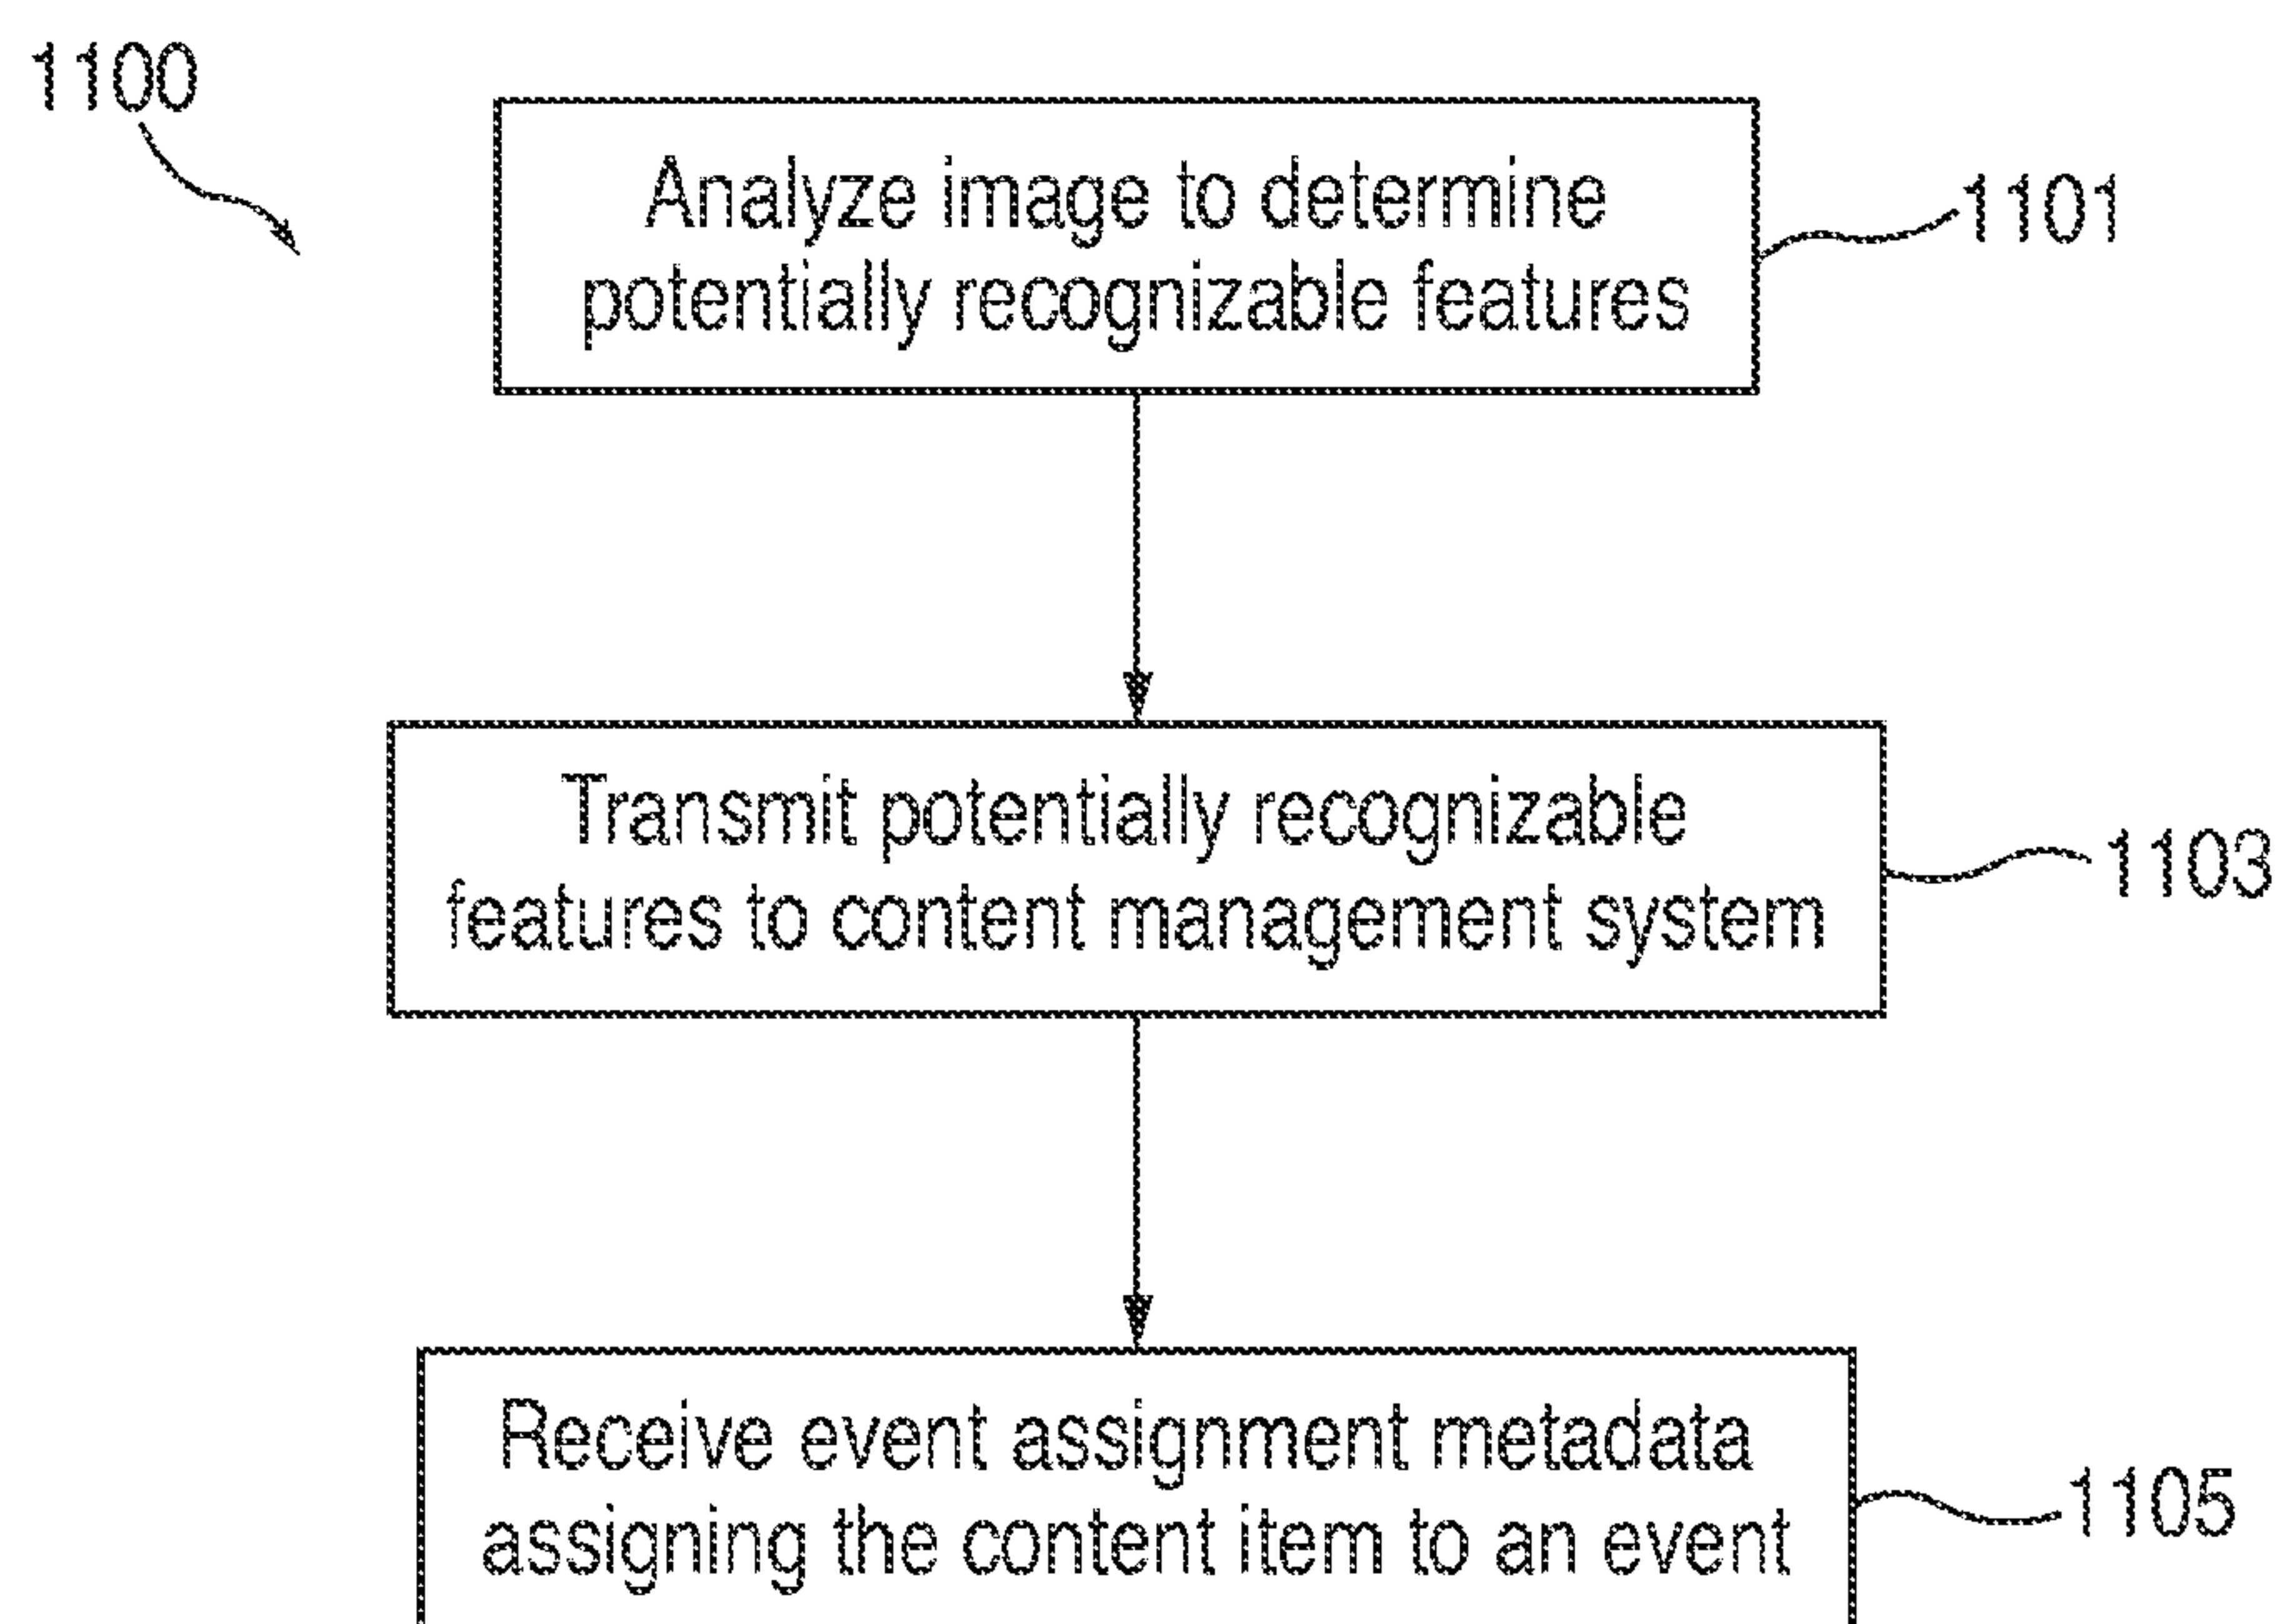 1100
Analyze image to determine
potentially recognizable features
1101
Transmit potentially recognizable
features to content management system
1103
Receive event assignment metadata
assigning the content item to an event
1105